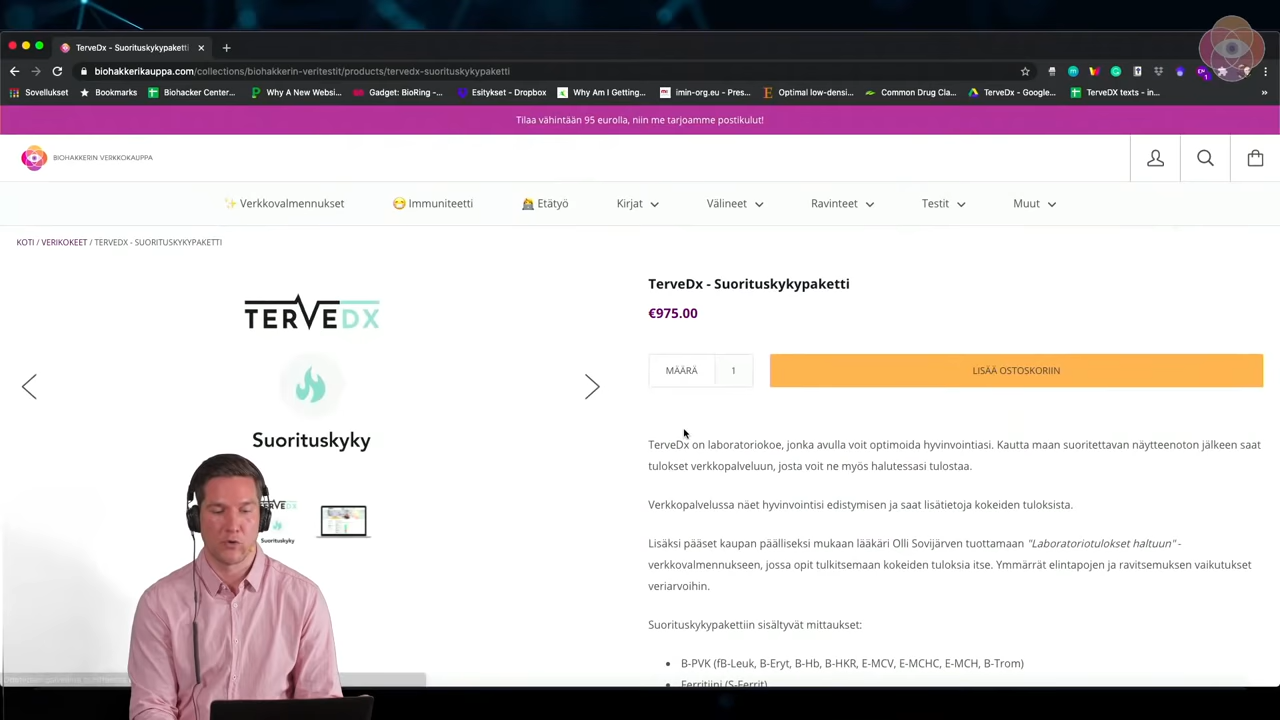 TerveDx - Suorituskykypaketti
biohakkerikauppa.com/collections/biohakkerin-veritestit/products/tervedx-suorituskykypaketti
Sovellukset Bookmarks Biohacker Center... Why A New Websi... Gadget: BioRing -... Esitykset - Dropbox Why Am I Getting... imin-org.eu - Pres... Optimal low-densi... Common Drug Cla... TerveDx - Google... TerveDX texts - in... »
Tilaa vähintään 95 eurolla, niin me tarjoamme postikulut!
BIOHAKKERIN VERKKOKAUPPA
Verkkovalmennukset Immuniteetti Etätyö Kirjat Välineet Ravinteet Testit Muut
KOTI / VERIKOKEET / TERVEDX - SUORITUSKYKYPAKETTI
TERVEDX
Suorituskyky
Suorituskyky
TerveDx - Suorituskykypaketti
€975.00
MÄÄRÄ 1 LISÄÄ OSTOSKORIIN
TerveDx on laboratoriokoe, jonka avulla voit optimoida hyvinvointiasi. Kautta maan suoritettavan näytteenoton jälkeen saat
tulokset verkkopalveluun, josta voit ne myös halutessasi tulostaa.
Verkkopalvelussa näet hyvinvointisi edistymisen ja saat lisätietoja kokeiden tuloksista.
Lisäksi pääset kaupan päälliseksi mukaan lääkäri Olli Sovijärven tuottamaan "Laboratoriotulokset haltuun" -
verkkovalmennukseen, jossa opit tulkitsemaan kokeiden tuloksia itse. Ymmärrät elintapojen ja ravitsemuksen vaikutukset
veriarvoihin.
Suorituskykypakettiin sisältyvät mittaukset:
B-PVK (fB-Leuk, B-Eryt, B-Hb, B-HKR, E-MCV, E-MCHC, E-MCH, B-Trom)
Ferritiini (S-Ferrit)